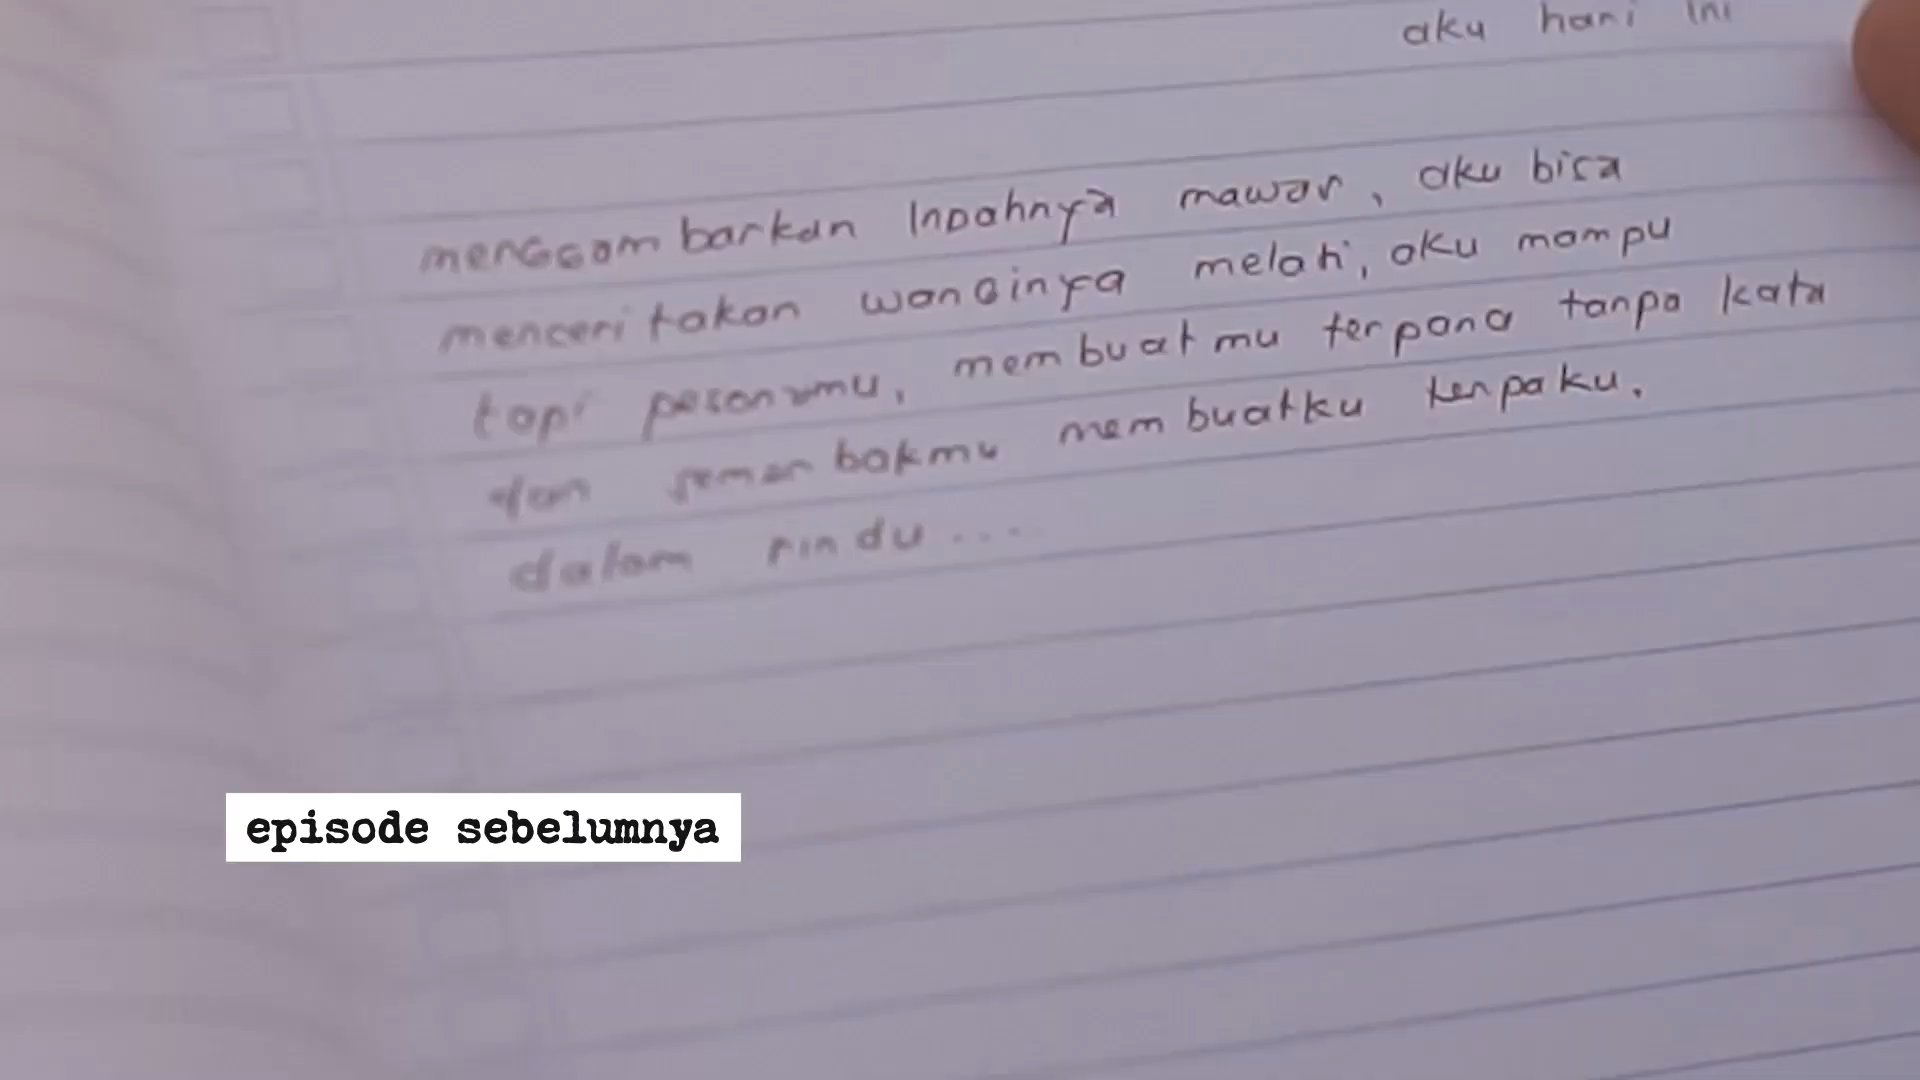 aku hari ini
menggambarkan Indahnya mawar, aku bisa
menceritakan wanginya melati, aku mampu
tapi pesonamu, membuatmu terpana tanpa kata
dan semerbakmu membuatku terpaku.
dalam rindu....
episode sebelumnya